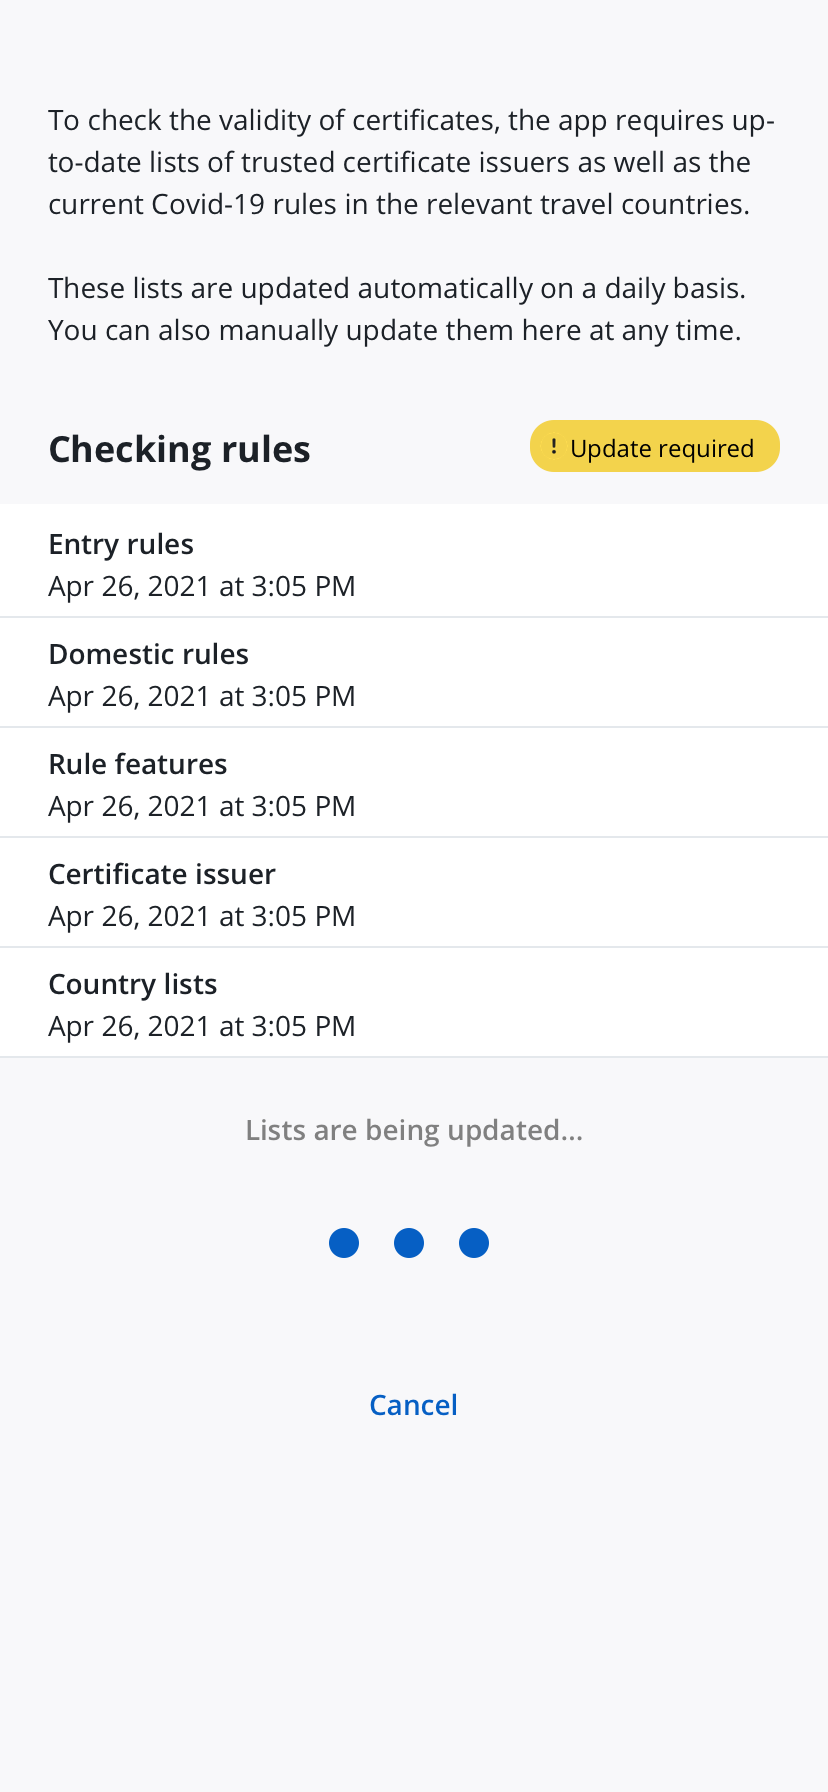 To check the validity of certificates, the app requires up-
to-date lists of trusted certificate issuers as well as the
current Covid-19 rules in the relevant travel countries.
These lists are updated automatically on a daily basis.
You can also manually update them here at any time.
Checking rules
! Update required
Entry rules
Apr 26, 2021 at 3:05 PM
Domestic rules
Apr 26, 2021 at 3:05 PM
Rule features
Apr 26, 2021 at 3:05 PM
Certificate issuer
Apr 26, 2021 at 3:05 PM
Country lists
Apr 26, 2021 at 3:05 PM
Lists are being updated...
Cancel